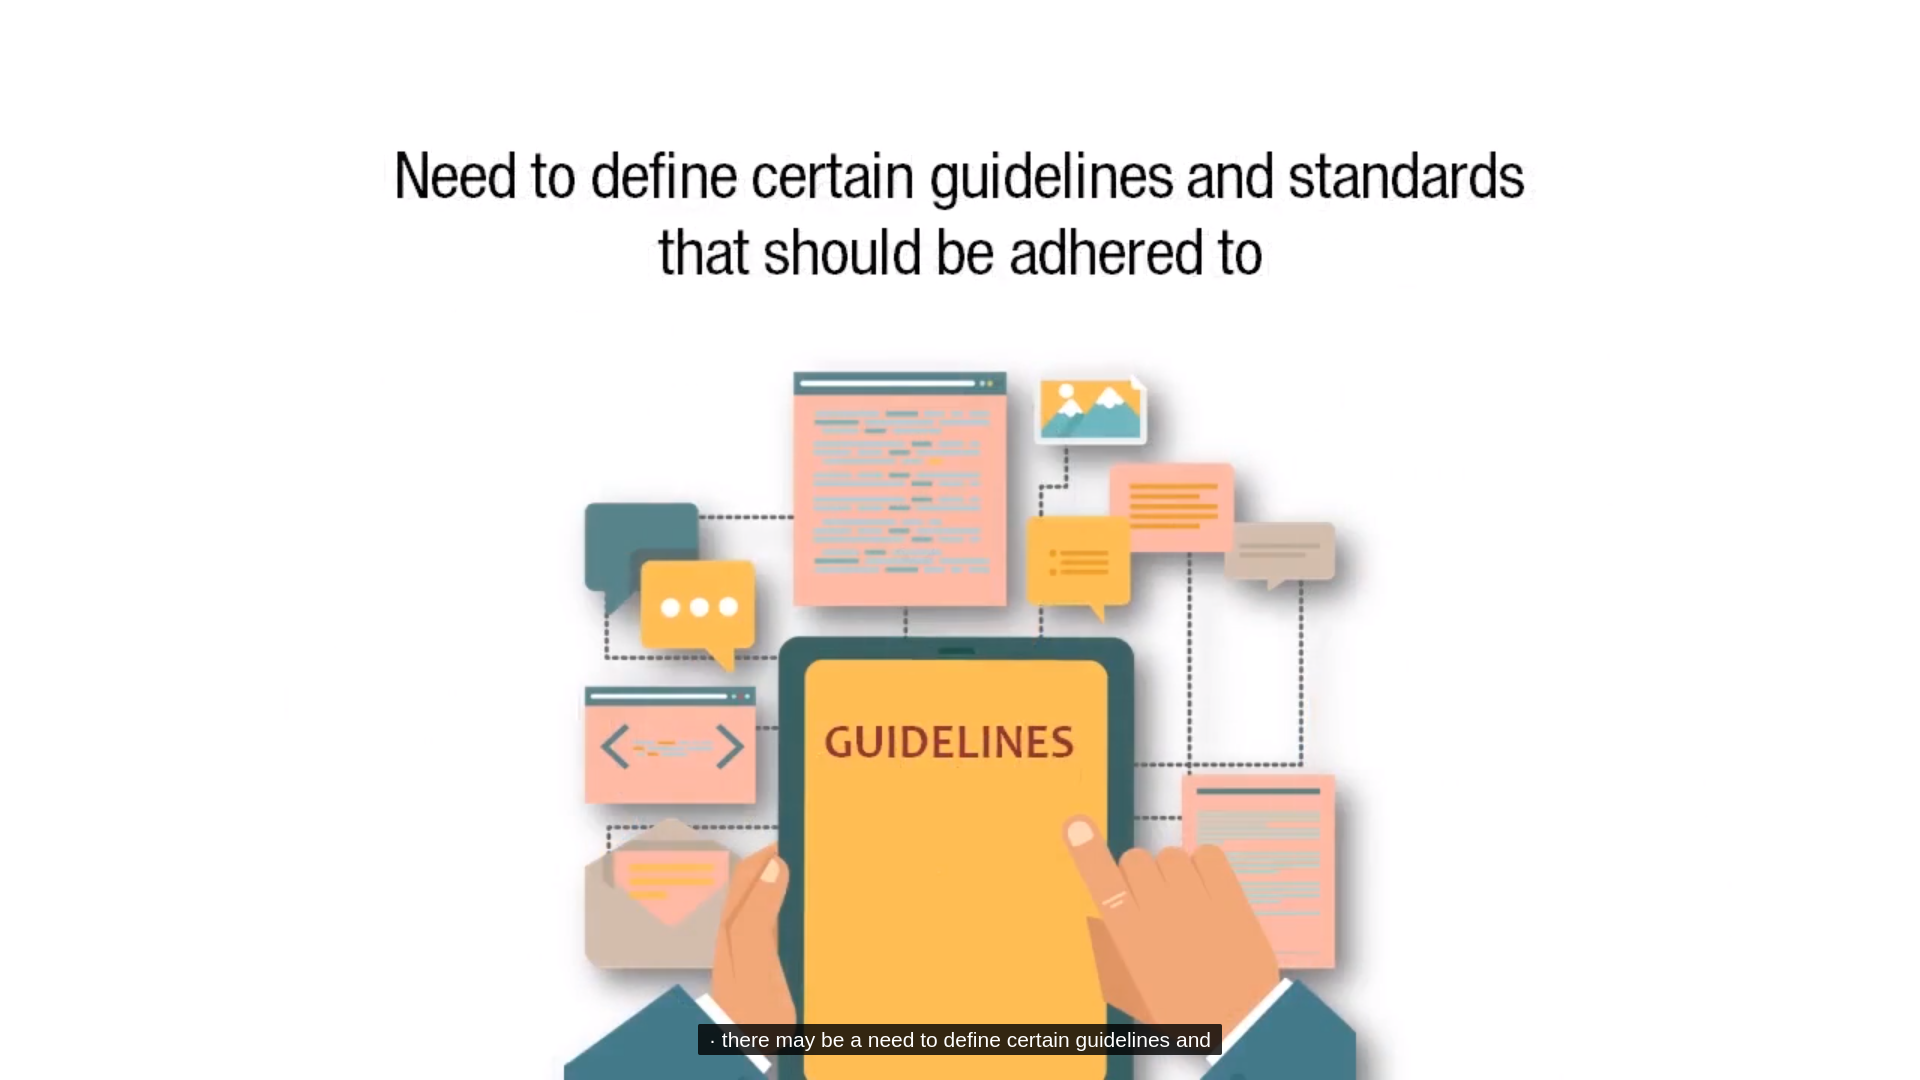 Need to define certain guidelines and standards
that should be adhered to
GUIDELINES
· there may be a need to define certain guidelines and